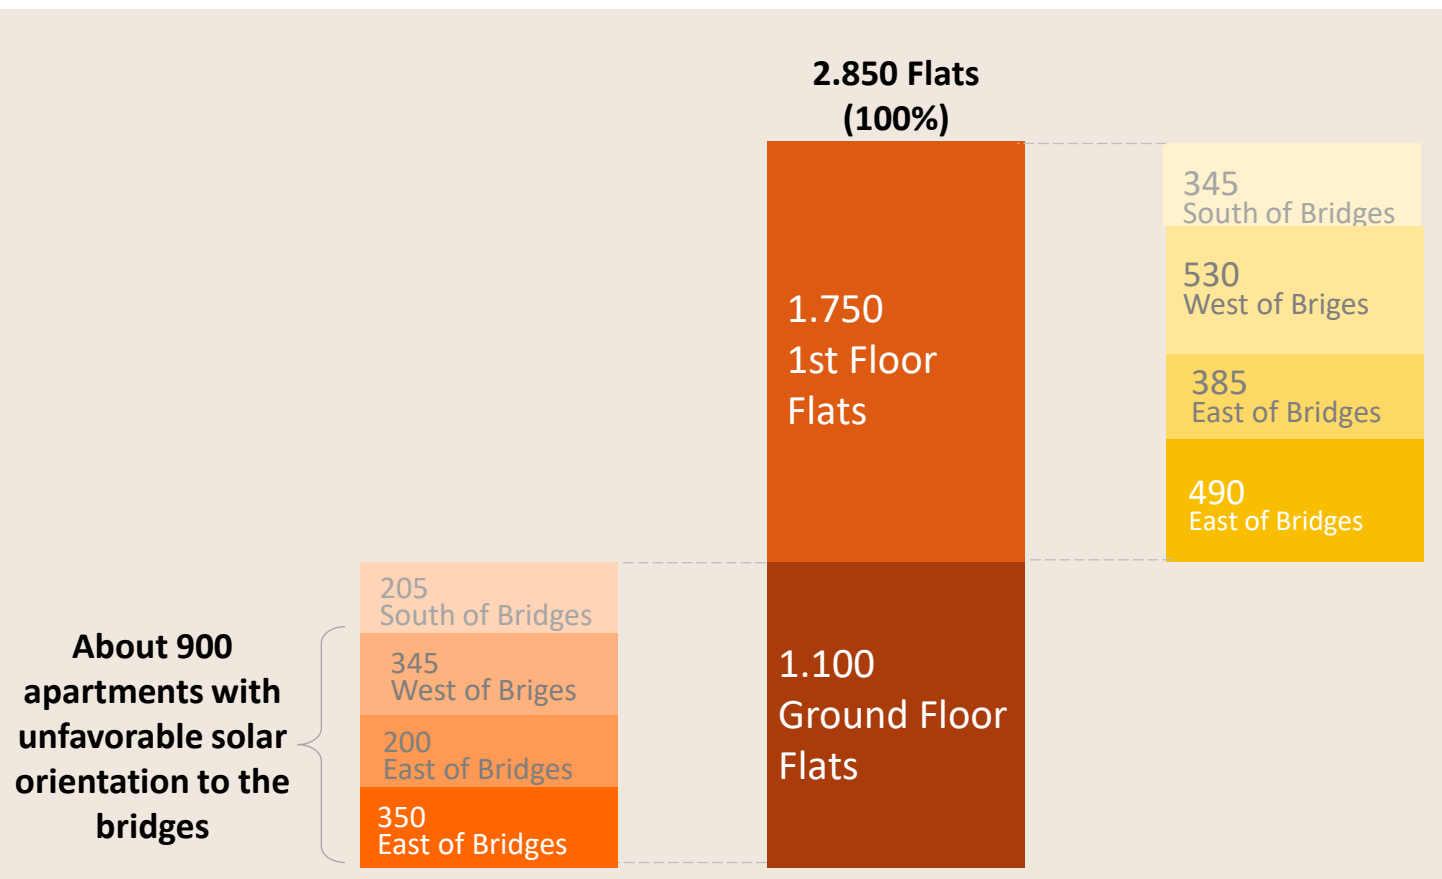 2.850 Flats
(100%)
345
South of Bridges
530
West of Briges
385
East of Bridges
490
East of Bridges
1.750
1st Floor
Flats
205
South of Bridges
345
West of Briges
200
East of Bridges
350
East of Bridges
1.100
Ground Floor
Flats
About 900
apartments with
unfavorable solar
orientation to the
bridges